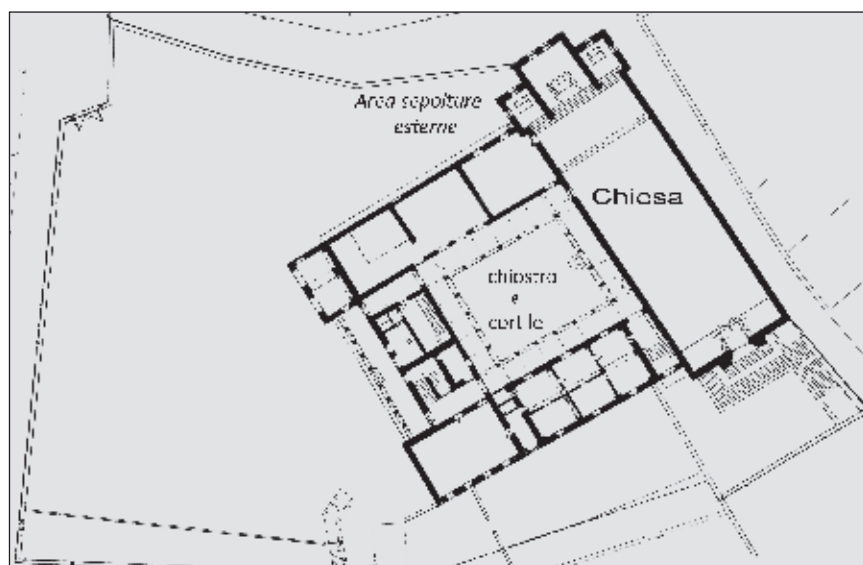 Area sepolture
esterne
Chiesa
chiostro
e
cortile